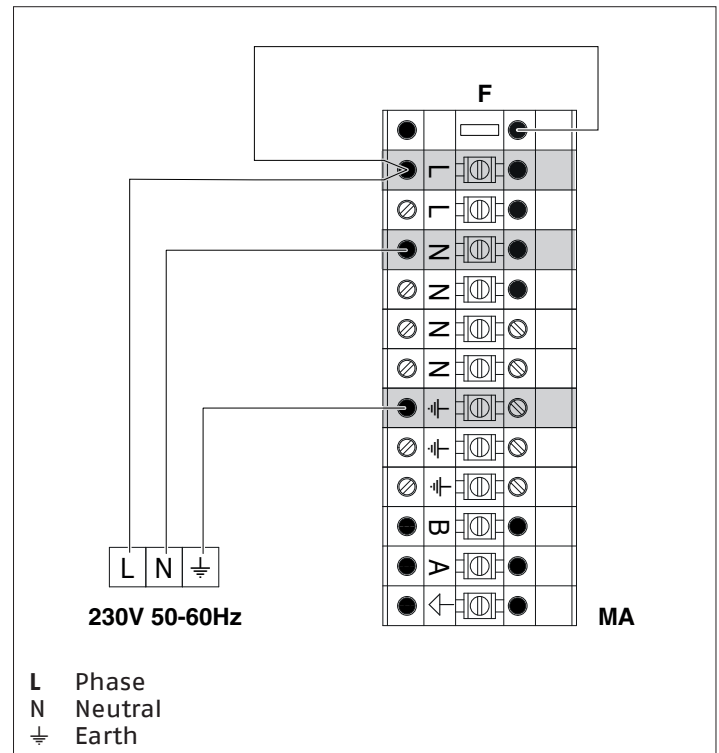 F
L
L
N
N
N
N
⏚
⏚
⏚
B
A
L N ⏚
230V 50-60Hz
MA
L Phase
N Neutral
⏚ Earth